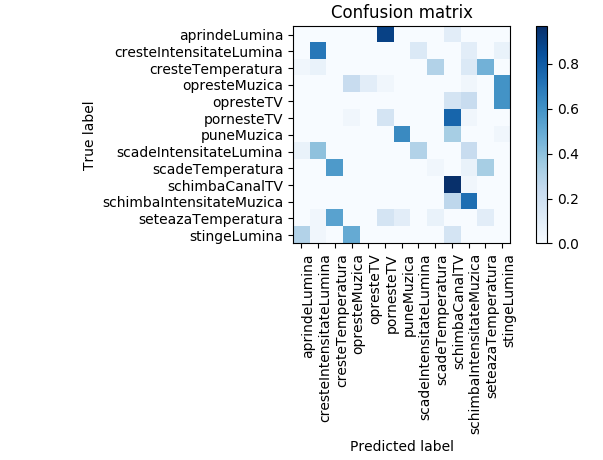 Confusion matrix
True label
aprindeLumina
cresteIntensitateLumina
cresteTemperatura
opresteMuzica
opresteTV
pornesteTV
puneMuzica
scadeIntensitateLumina
scadeTemperatura
schimbaCanalTV
schimbaIntensitateMuzica
seteazaTemperatura
stingeLumina
aprindeLumina
cresteIntensitateLumina
cresteTemperatura
opresteMuzica
opresteTV
pornesteTV
puneMuzica
scadeIntensitateLumina
scadeTemperatura
schimbaCanalTV
schimbaIntensitateMuzica
seteazaTemperatura
stingeLumina
Predicted label
0.8
0.6
0.4
0.2
0.0